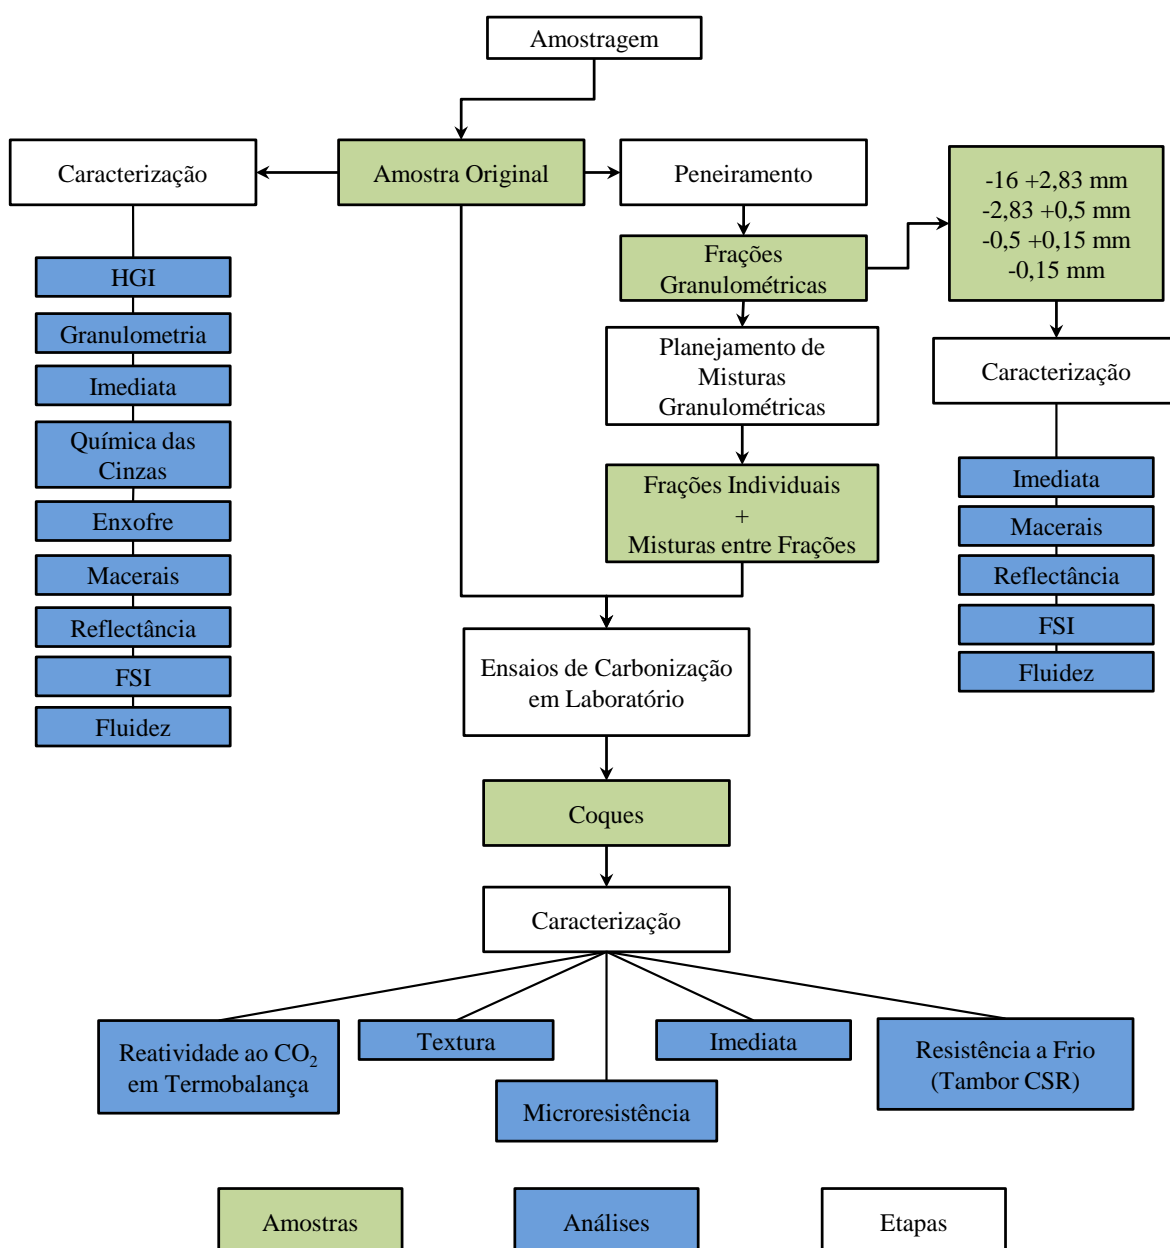 Amostragem
Caracterização
Amostra Original
Peneiramento
-16 +2,83 mm
-2,83 +0,5 mm
-0,5 +0,15 mm
-0,15 mm
HGI
Granulometria
Imediata
Química das
Cinzas
Enxofre
Macerais
Reflectância
FSI
Fluidez
Frações
Granulométricas
Planejamento de
Misturas
Granulométricas
Frações Individuais
+
Misturas entre Frações
Caracterização
Imediata
Macerais
Reflectância
FSI
Fluidez
Ensaios de Carbonização
em Laboratório
Coques
Caracterização
Reatividade ao CO₂
em Termobalança
Textura
Microresistência
Imediata
Resistência a Frio
(Tambor CSR)
Amostras
Análises
Etapas